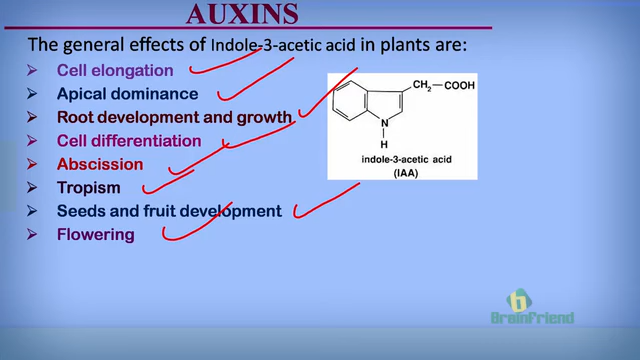 AUXINS
The general effects of Indole-3-acetic acid in plants are:
Cell elongation
Apical dominance
Root development and growth
Cell differentiation
Abscission
Tropism
Seeds and fruit development
Flowering
CH2—COOH
N
H
indole-3-acetic acid
(IAA)
b
Brainfriend